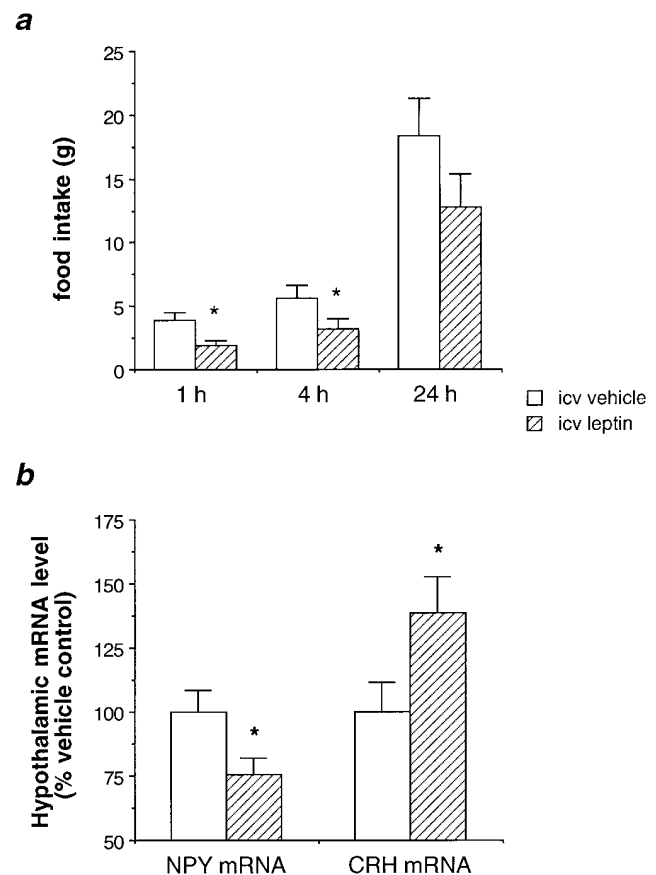 a
25
20
15
10
5
0
food intake (g)
*
*
1 h 4 h 24 h
icv vehicle
icv leptin
b
175
150
125
100
75
50
Hypothalamic mRNA level
(% vehicle control)
*
*
NPY mRNA CRH mRNA